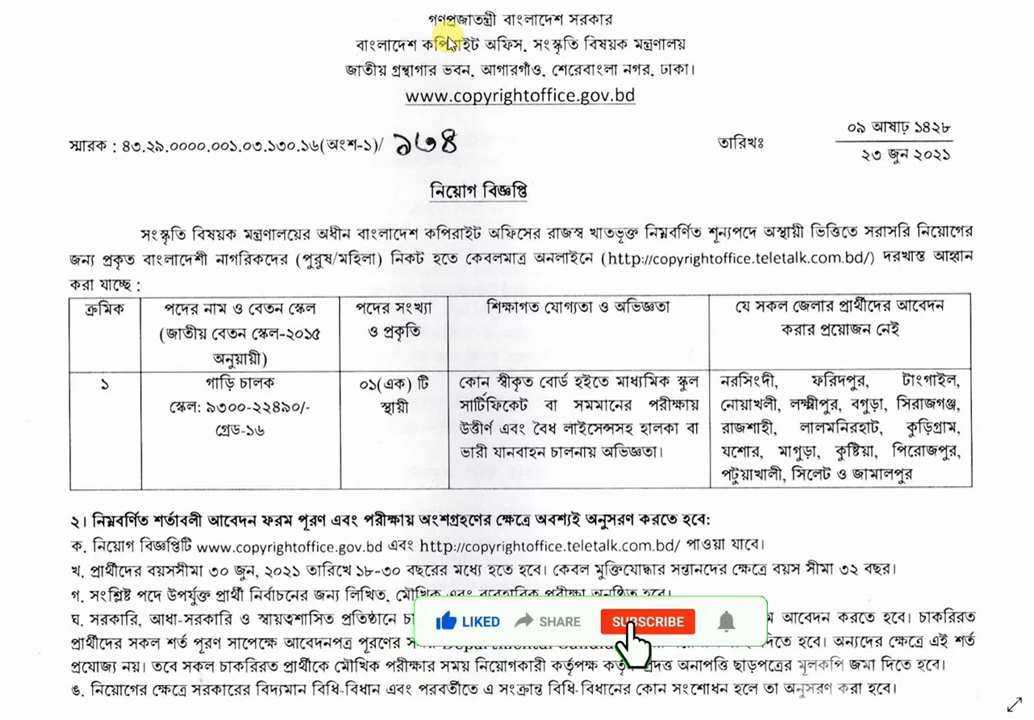 গণপ্রজাতন্ত্রী বাংলাদেশ সরকার
বাংলাদেশ কপিরাইট অফিস, সংস্কৃতি বিষয়ক মন্ত্রণালয়
জাতীয় গ্রন্থাগার ভবন, আগারগাঁও, শেরেবাংলা নগর, ঢাকা।
www.copyrightoffice.gov.bd
স্মারক : ৪৩.২৯.০০০০.০০১.০৩.১৩০.১৬(অংশ-১)/ ১৬৪
তারিখঃ
০৯ আষাঢ় ১৪২৮
২৩ জুন ২০২১
নিয়োগ বিজ্ঞপ্তি
সংস্কৃতি বিষয়ক মন্ত্রণালয়ের অধীন বাংলাদেশ কপিরাইট অফিসের রাজস্ব খাতভূক্ত নিম্নবর্ণিত শূন্যপদে অস্থায়ী ভিত্তিতে সরাসরি নিয়োগের
জন্য প্রকৃত বাংলাদেশী নাগরিকদের (পুরুষ/মহিলা) নিকট হতে কেবলমাত্র অনলাইনে (http://copyrightoffice.teletalk.com.bd/) দরখাস্ত আহ্বান
করা যাচ্ছে :
ক্রমিক
পদের নাম ও বেতন স্কেল
(জাতীয় বেতন স্কেল-২০১৫
অনুযায়ী)
পদের সংখ্যা
ও প্রকৃতি
শিক্ষাগত যোগ্যতা ও অভিজ্ঞতা
যে সকল জেলার প্রার্থীদের আবেদন
করার প্রয়োজন নেই
১
গাড়ি চালক
স্কেল: ৯৩০০-২২৪৯০/-
গ্রেড-১৬
০১(এক) টি
স্থায়ী
কোন স্বীকৃত বোর্ড হইতে মাধ্যমিক স্কুল
সার্টিফিকেট বা সমমানের পরীক্ষায়
উত্তীর্ণ এবং বৈধ লাইসেন্সসহ হালকা বা
ভারী যানবাহন চালনায় অভিজ্ঞতা।
নরসিংদী, ফরিদপুর, টাংগাইল,
নোয়াখলী, লক্ষ্মীপুর, বগুড়া, সিরাজগঞ্জ,
রাজশাহী, লালমনিরহাট, কুড়িগ্রাম,
যশোর, মাগুড়া, কুষ্টিয়া, পিরোজপুর,
পটুয়াখালী, সিলেট ও জামালপুর
২। নিম্নবর্ণিত শর্তাবলী আবেদন ফরম পূরণ এবং পরীক্ষায় অংশগ্রহণের ক্ষেত্রে অবশ্যই অনুসরণ করতে হবে:
ক. নিয়োগ বিজ্ঞপ্তিটি www.copyrightoffice.gov.bd এবং http://copyrightoffice.teletalk.com.bd/ পাওয়া যাবে।
খ. প্রার্থীদের বয়সসীমা ৩০ জুন, ২০২১ তারিখে ১৮-৩০ বছরের মধ্যে হতে হবে। কেবল মুক্তিযোদ্ধার সন্তানদের ক্ষেত্রে বয়স সীমা ৩২ বছর।
গ. সংশ্লিষ্ট পদে উপর্যুক্ত প্রার্থী নির্বাচনের জন্য লিখিত, মৌখিক এবং ব্যবহারিক পরীক্ষা অনুষ্ঠিত হবে।
ঘ. সরকারি, আধা-সরকারি ও স্বায়ত্বশাসিত প্রতিষ্ঠানে আবেদন করতে হবে। চাকরিরত
প্রার্থীদের সকল শর্ত পূরণ সাপেক্ষে আবেদনপত্র পূরণের দিতে হবে। অন্যদের ক্ষেত্রে এই শর্ত
প্রযোজ্য নয়। তবে সকল চাকরিরত প্রার্থীকে মৌখিক পরীক্ষার সময় নিয়োগকারী কর্তৃপক্ষ প্রদত্ত অনাপত্তি ছাড়পত্রের মূলকপি জমা দিতে হবে।
ঙ. নিয়োগের ক্ষেত্রে সরকারের বিদ্যমান বিধি-বিধান এবং পরবর্তীতে এ সংক্রান্ত বিধি-বিধানের কোন সংশোধন হলে তা অনুসরণ করা হবে।
LIKED SHARE SUBSCRIBE